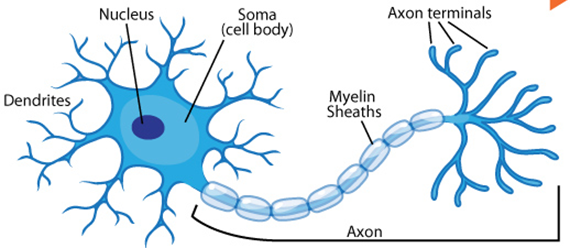 Nucleus
Soma
(cell body)
Axon terminals
Dendrites
Myelin
Sheaths
Axon